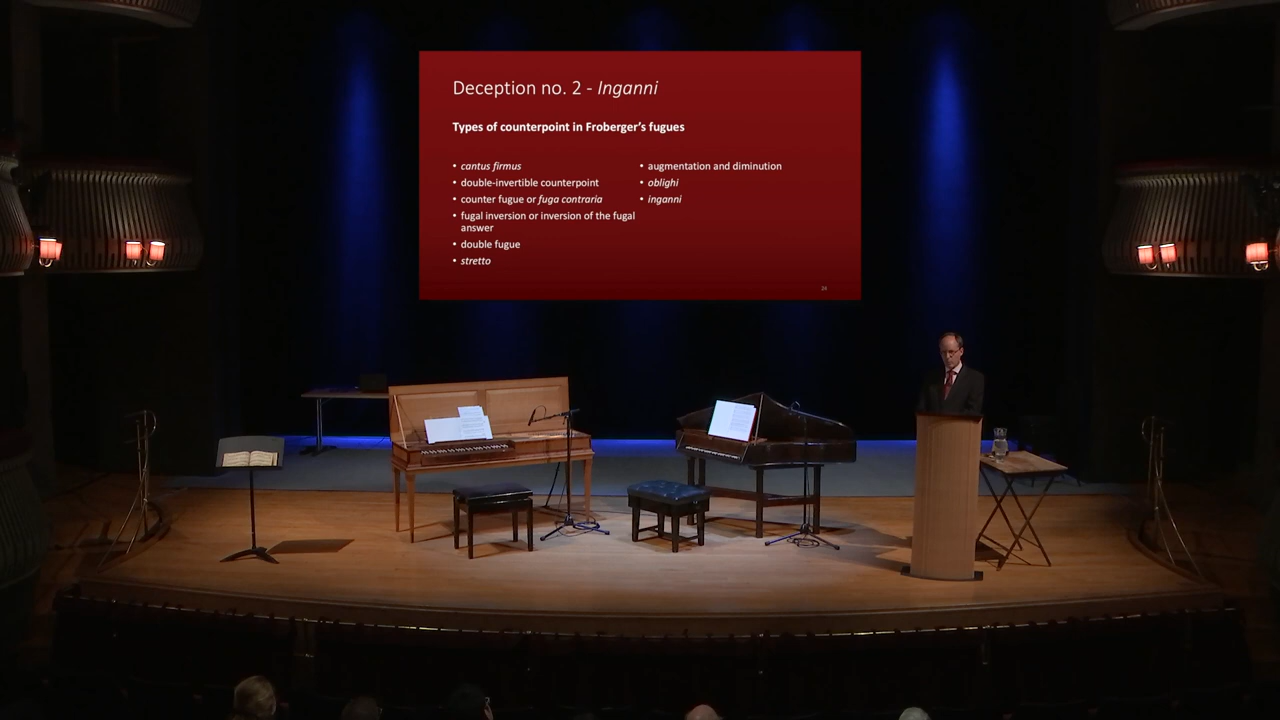 Deception no. 2 - Inganni
Types of counterpoint in Froberger's fugues
• cantus firmus
• double-invertible counterpoint
• counter fugue or fuga contraria
• fugal inversion or inversion of the fugal
answer
• double fugue
• stretto
• augmentation and diminution
• oblighi
• inganni
24